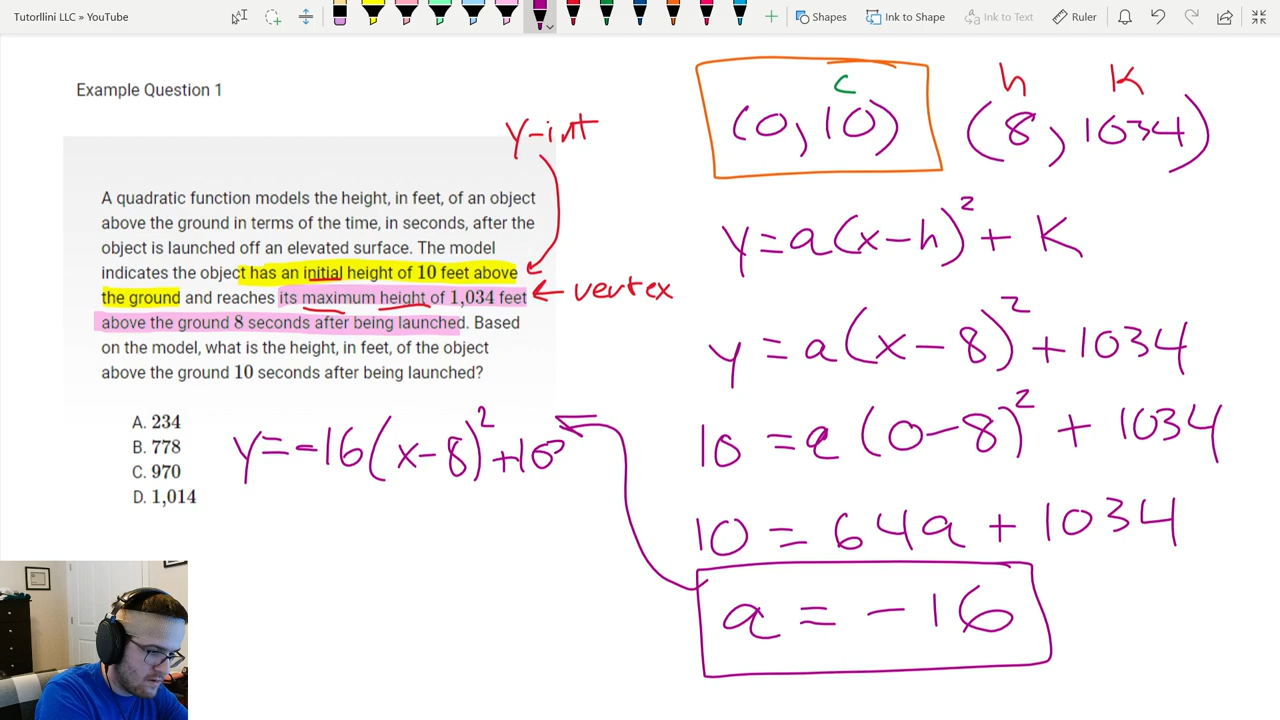 Tutorllini LLC » YouTube
Shapes
Ink to Shape
Ink to Text
Ruler
Example Question 1
y-int
A quadratic function models the height, in feet, of an object
above the ground in terms of the time, in seconds, after the
object is launched off an elevated surface. The model
indicates the object has an initial height of 10 feet above
the ground and reaches its maximum height of 1,034 feet
above the ground 8 seconds after being launched. Based
on the model, what is the height, in feet, of the object
above the ground 10 seconds after being launched?
vertex
A. 234
B. 778
C. 970
D. 1,014
y=-16(x-8)²+103
c
(0, 10)
h K
(8, 1034)
y=a(x-h)²+K
y=a(x-8)²+1034
10=a(0-8)²+1034
10=64a+1034
a=-16